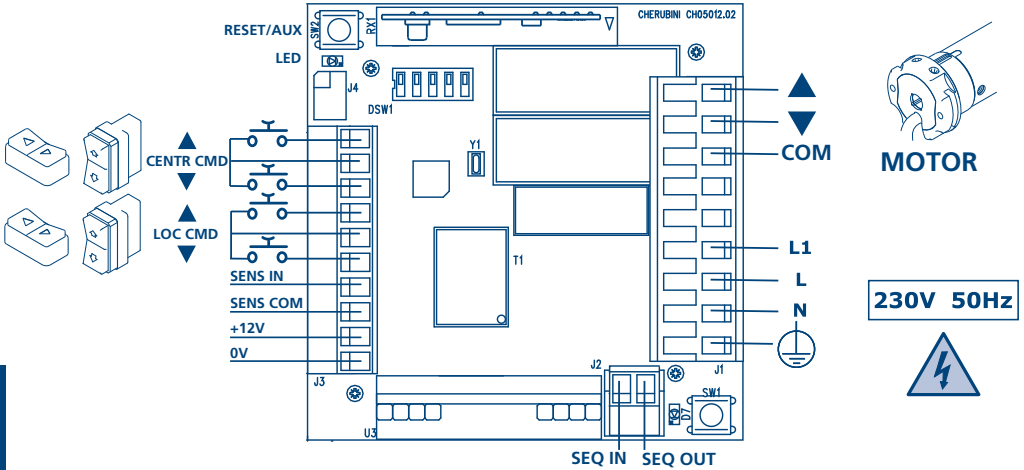 CHERUBINI CH05012.02
RESET/AUX
SW2
RX1
LED
J4
DSW1
CENTR CMD
Y1
COM
MOTOR
LOC CMD
T1
L1
SENS IN
L
SENS COM
N
230V 50Hz
+12V
0V
J3
J2
J1
SW1
U3
D7
SEQ IN
SEQ OUT